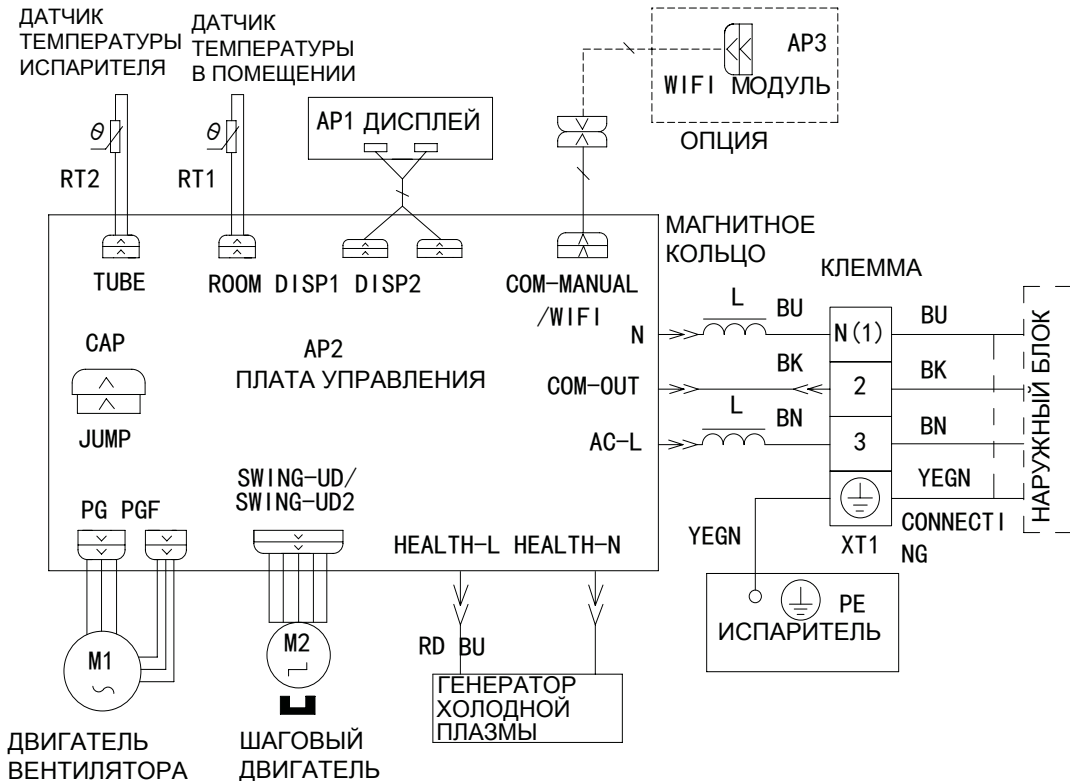 ДАТЧИК
ТЕМПЕРАТУРЫ
ИСПАРИТЕЛЯ
ДАТЧИК
ТЕМПЕРАТУРЫ
В ПОМЕЩЕНИИ
AP3
WIFI МОДУЛЬ
ОПЦИЯ
AP1 ДИСПЛЕЙ
θ
RT2
θ
RT1
TUBE
ROOM DISP1 DISP2
COM-MANUAL
/WIFI
МАГНИТНОЕ
КОЛЬЦО
КЛЕММА
CAP
JUMP
AP2
ПЛАТА УПРАВЛЕНИЯ
N
L
BU
N(1)
BU
COM-OUT
BK
2
BK
AC-L
L
BN
3
BN
YEGN
НАРУЖНЫЙ БЛОК
XT1
CONNECTI
NG
YEGN
PE
ИСПАРИТЕЛЬ
PG PGF
SWING-UD/
SWING-UD2
HEALTH-L HEALTH-N
M1
M2
RD BU
ГЕНЕРАТОР
ХОЛОДНОЙ
ПЛАЗМЫ
ДВИГАТЕЛЬ
ВЕНТИЛЯТОРА
ШАГОВЫЙ
ДВИГАТЕЛЬ